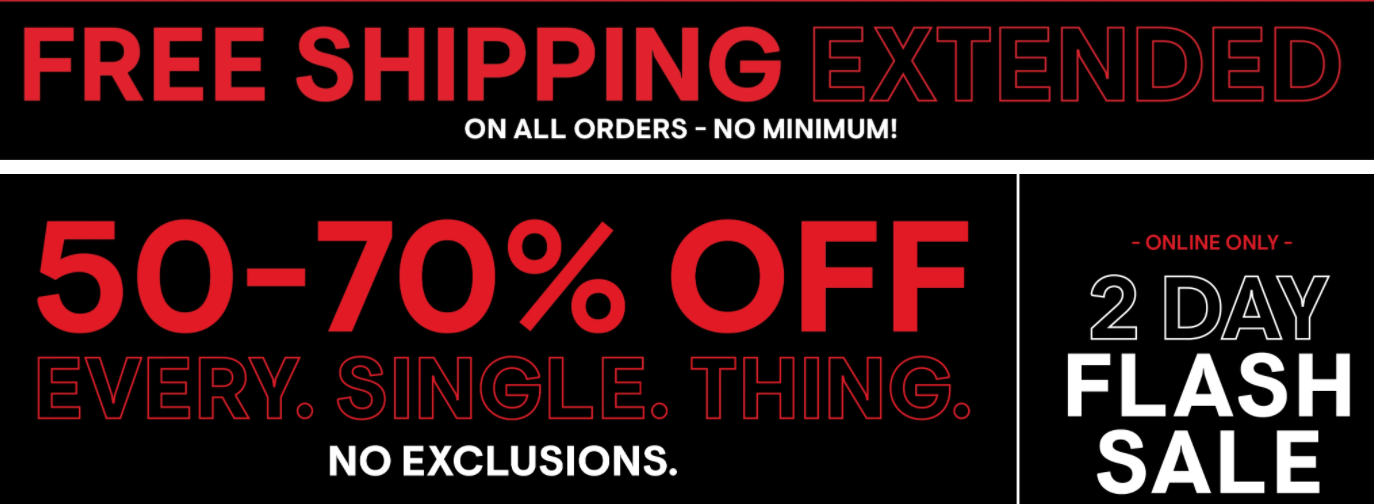 FREE SHIPPING EXTENDED
ON ALL ORDERS - NO MINIMUM!
50-70% OFF
EVERY. SINGLE. THING.
NO EXCLUSIONS.
- ONLINE ONLY -
2 DAY
FLASH
SALE